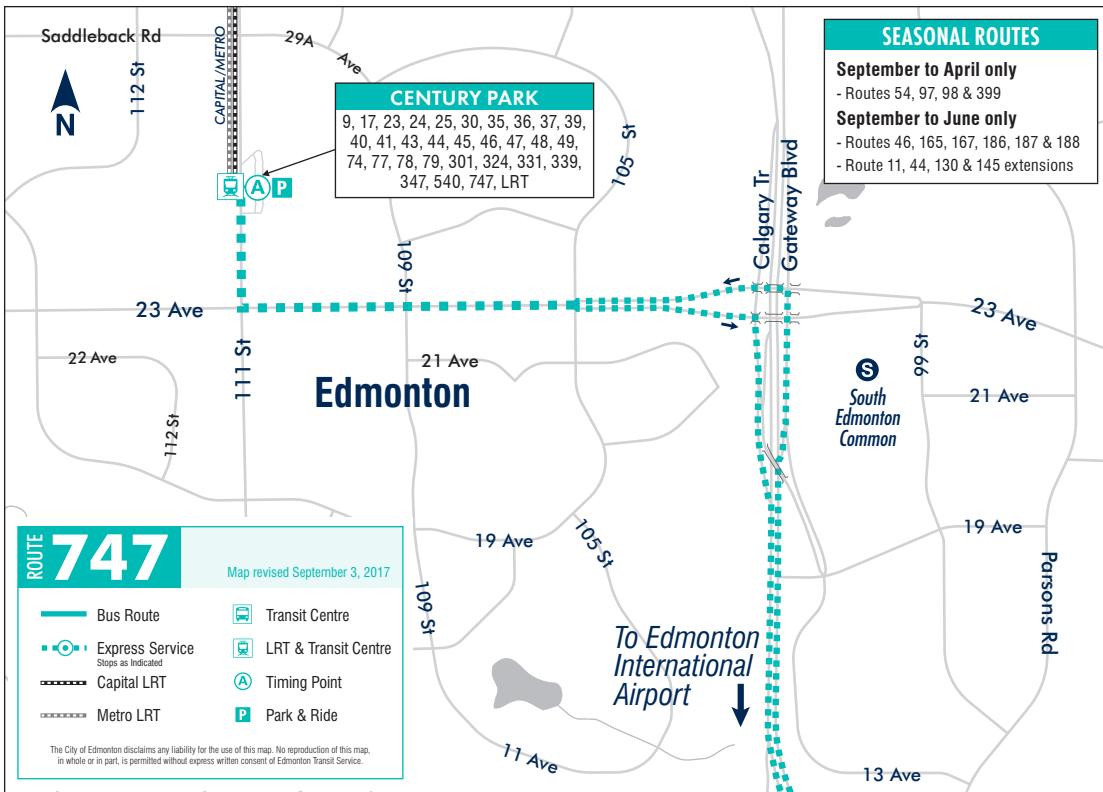 Saddleback Rd
112 St
CAPITAL/METRO
29A Ave
N
CENTURY PARK
9, 17, 23, 24, 25, 30, 35, 36, 37, 39,
40, 41, 43, 44, 45, 46, 47, 48, 49,
74, 77, 78, 79, 301, 324, 331, 339,
347, 540, 747, LRT
SEASONAL ROUTES
September to April only
- Routes 54, 97, 98 & 399
September to June only
- Routes 46, 165, 167, 186, 187 & 188
- Route 11, 44, 130 & 145 extensions
105 St
Calgary Tr
Gateway Blvd
A
P
109 St
23 Ave
23 Ave
22 Ave
111 St
21 Ave
99 St
Edmonton
S
South
Edmonton
Common
21 Ave
112 St
19 Ave
105 St
19 Ave
109 St
Parsons Rd
To Edmonton
International
Airport
11 Ave
13 Ave
ROUTE
747
Map revised September 3, 2017
Bus Route
Transit Centre
Express Service
Stops as Indicated
LRT & Transit Centre
Capital LRT
A
Timing Point
Metro LRT
P
Park & Ride
The City of Edmonton disclaims any liability for the use of this map. No reproduction of this map,
in whole or in part, is permitted without express written consent of Edmonton Transit Service.